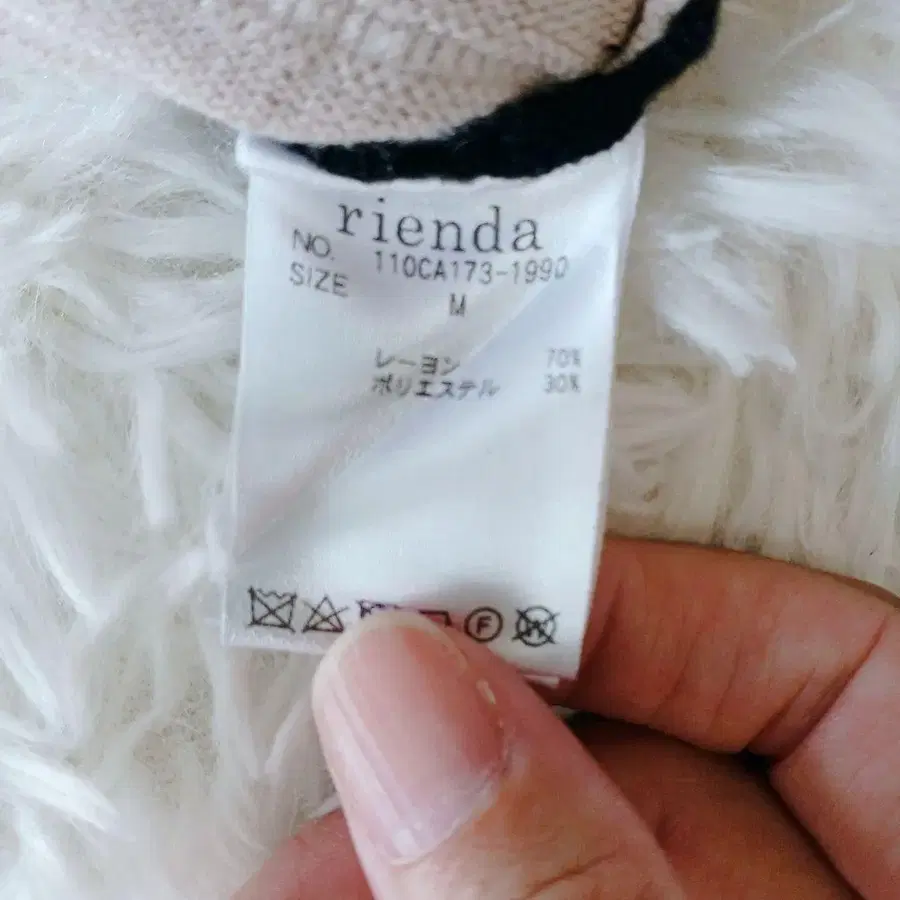 rienda
NO. 110CA173-1990
SIZE M
レーヨン 70%
ポリエステル 30%
F
W